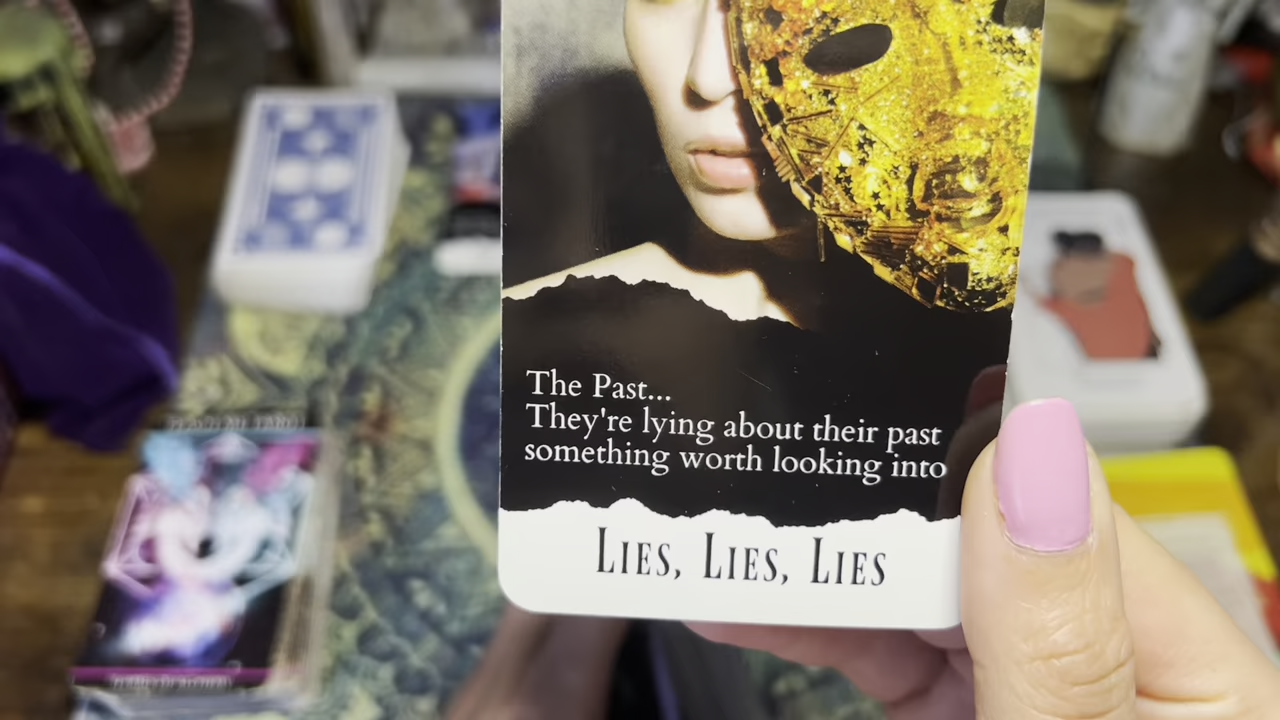 The Past...
They're lying about their past
something worth looking into
LIES, LIES, LIES